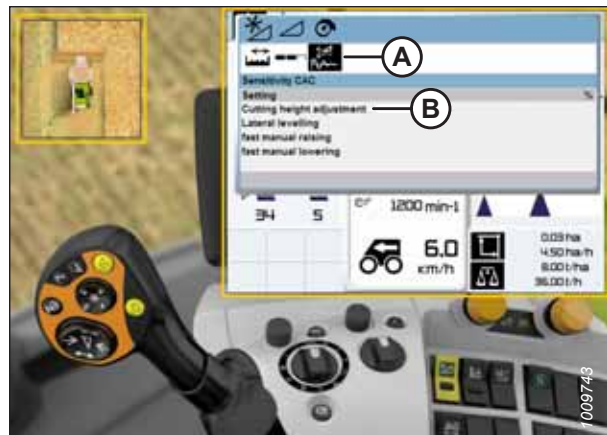 A
Sensitivity CAC
Setting %
Cutting height adjustment
B
Lateral levelling
fast manual raising
fast manual lowering
34 5
1200 min-1
6.0
km/h
0.03 ha
4.50 ha/h
8.00 t/ha
36.00 t/h
1009743